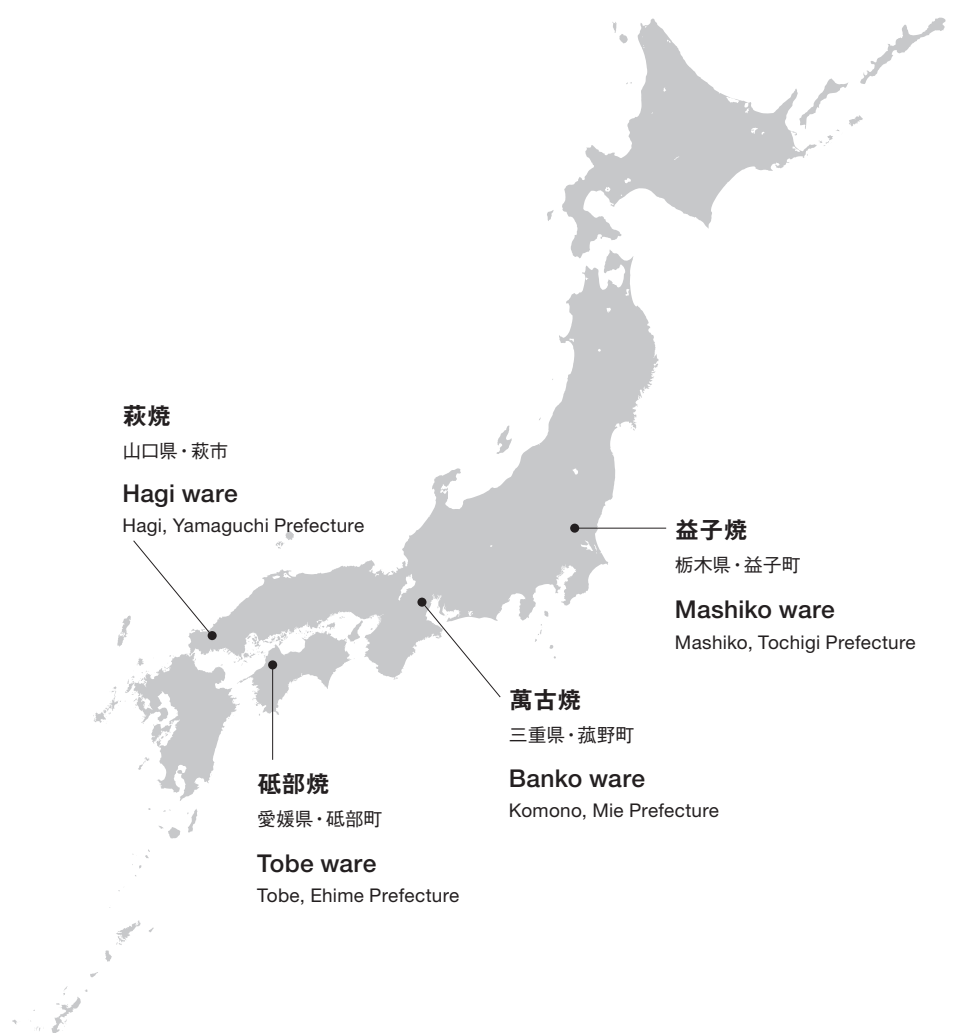 萩焼
山口県・萩市
Hagi ware
Hagi, Yamaguchi Prefecture
益子焼
栃木県・益子町
Mashiko ware
Mashiko, Tochigi Prefecture
萬古焼
三重県・菰野町
Banko ware
Komono, Mie Prefecture
砥部焼
愛媛県・砥部町
Tobe ware
Tobe, Ehime Prefecture